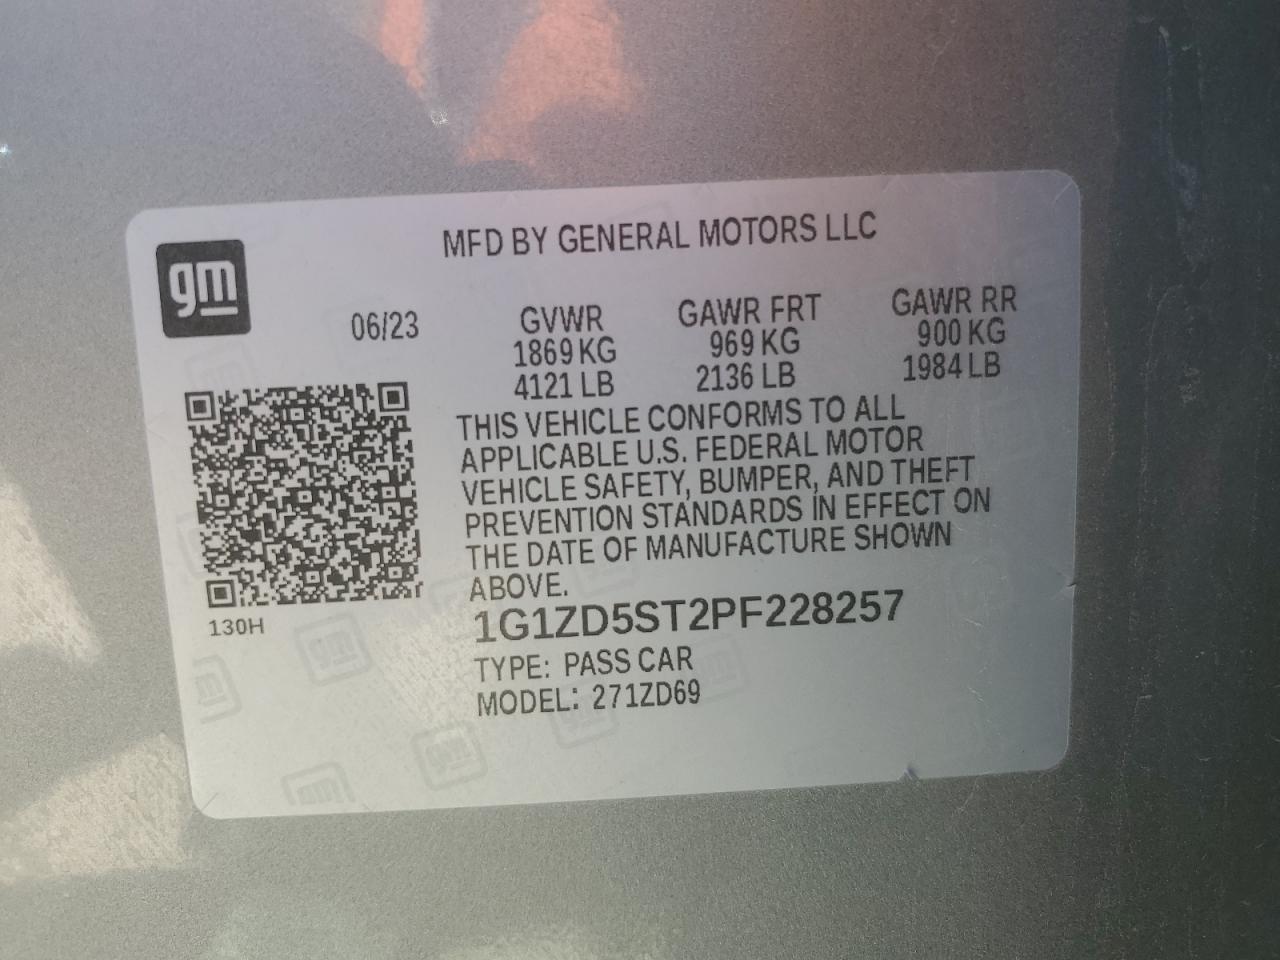 MFD BY GENERAL MOTORS LLC
gm
06/23
GVWR GAWR FRT GAWR RR
1869 KG 969 KG 900 KG
4121 LB 2136 LB 1984 LB
THIS VEHICLE CONFORMS TO ALL
APPLICABLE U.S. FEDERAL MOTOR
VEHICLE SAFETY, BUMPER, AND THEFT
PREVENTION STANDARDS IN EFFECT ON
THE DATE OF MANUFACTURE SHOWN
ABOVE.
130H
1G1ZD5ST2PF228257
TYPE: PASS CAR
MODEL: 271ZD69